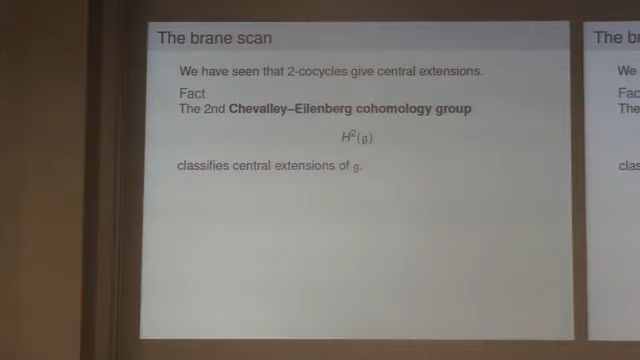 The brane scan
We have seen that 2-cocycles give central extensions.
Fact
The 2nd Chevalley–Eilenberg cohomology group
H²(𝔤)
classifies central extensions of 𝔤.
The br
We
Fac
The
clas